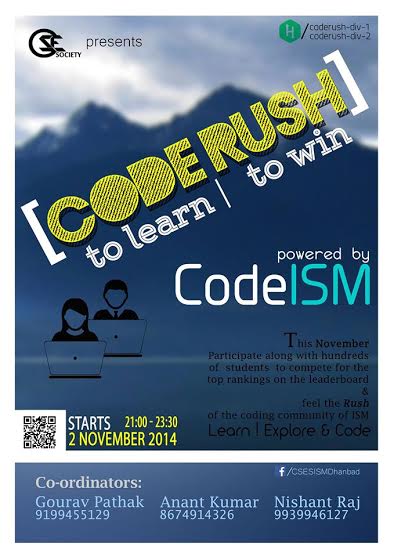 CSE SOCIETY presents
/coderush-div-1
coderush-div-2
[CODE RUSH]
to learn | to win
powered by
CodeISM
This November
Participate along with hundreds
of students to compete for the
top rankings on the leaderboard
&
feel the Rush
of the coding community of ISM
Learn | Explore & Code
STARTS 21:00 - 23:30
2 NOVEMBER 2014
f /CSESISMDhanbad
Co-ordinators:
Gourav Pathak Anant Kumar Nishant Raj
9199455129 8674914326 9939946127